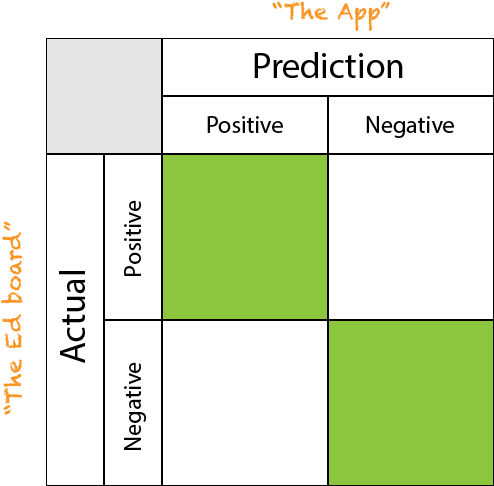 “The App”
Prediction
Positive
Negative
“The Ed board”
Actual
Positive
Negative